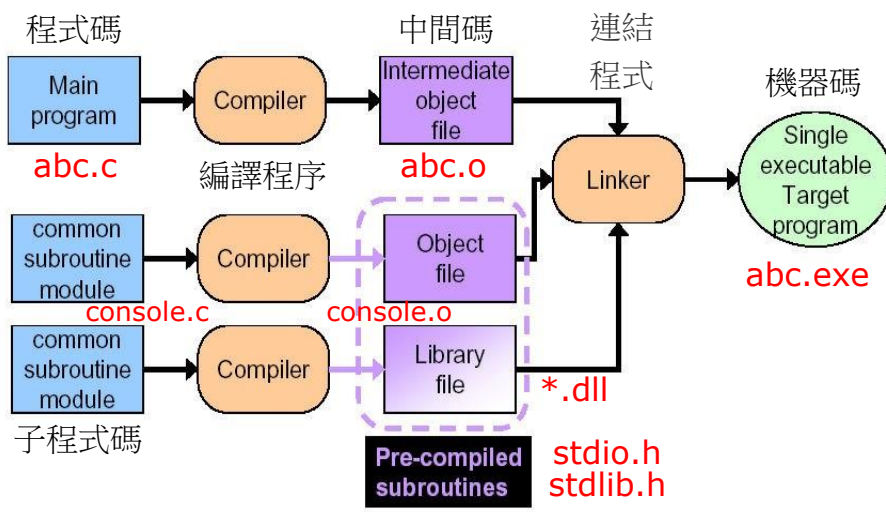 程式碼
中間碼
連結
程式
機器碼
Main
program
Compiler
Intermediate
object
file
Linker
Single
executable
Target
program
abc.c
編譯程序
abc.o
abc.exe
common
subroutine
module
Compiler
Object
file
console.c
console.o
common
subroutine
module
Compiler
Library
file
*.dll
子程式碼
Pre-compiled
subroutines
stdio.h
stdlib.h